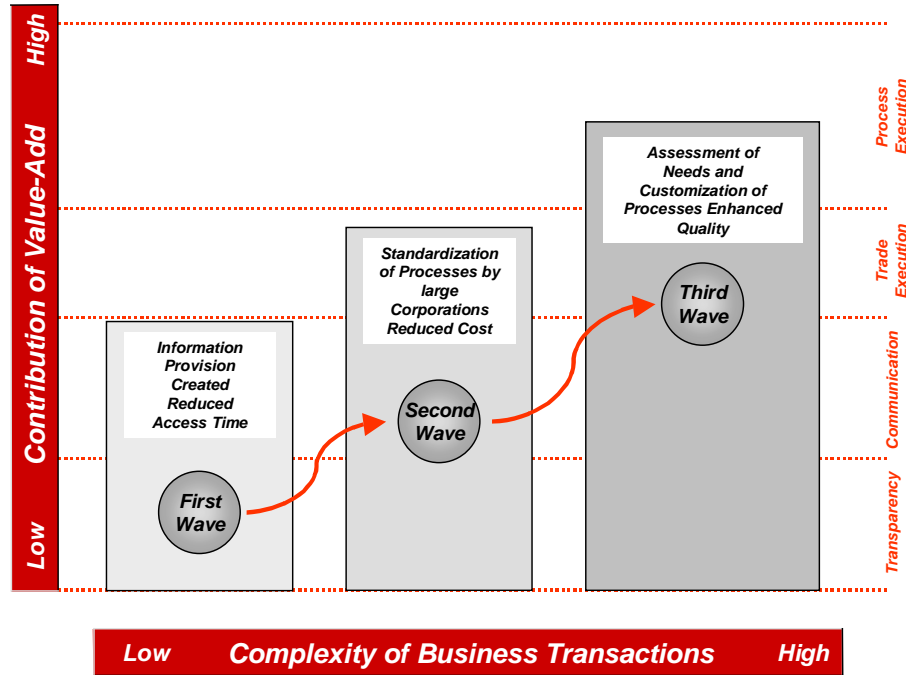 High
Contribution of Value-Add
Low
Process
Execution
Trade
Execution
Communication
Transparency
Assessment of
Needs and
Customization of
Processes Enhanced
Quality
Third
Wave
Standardization
of Processes by
large
Corporations
Reduced Cost
Second
Wave
Information
Provision
Created
Reduced
Access Time
First
Wave
Low
Complexity of Business Transactions
High